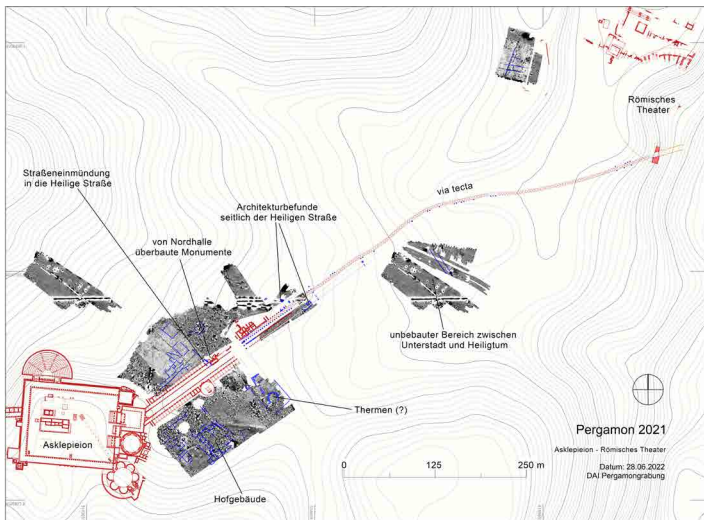 Römisches
Theater
Straßeneinmündung
in die Heilige Straße
via tecta
Architekturbefunde
seitlich der Heiligen Straße
von Nordhalle
überbaute Monumente
unbebauter Bereich zwischen
Unterstadt und Heiligtum
Thermen (?)
Asklepieion
Hofgebäude
Pergamon 2021
Asklepieion - Römisches Theater
Datum: 28.06.2022
DAI Pergamongrabung
0 125 250 m